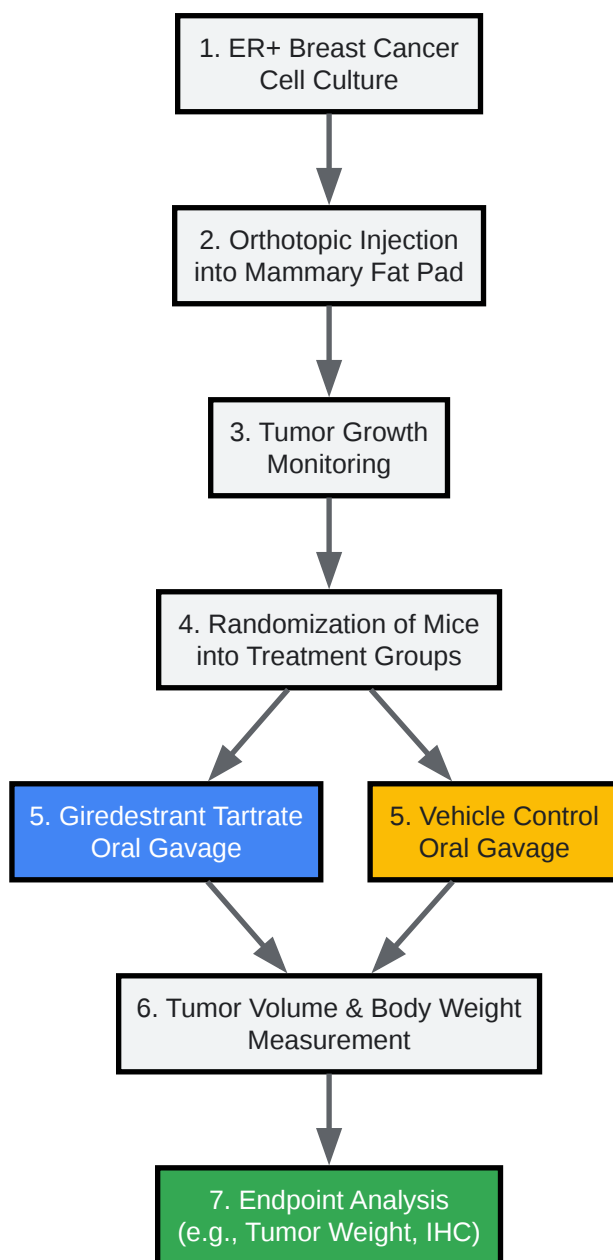 1. ER+ Breast Cancer
Cell Culture
2. Orthotopic Injection
into Mammary Fat Pad
3. Tumor Growth
Monitoring
4. Randomization of Mice
into Treatment Groups
5. Giredestrant Tartrate
Oral Gavage
5. Vehicle Control
Oral Gavage
6. Tumor Volume & Body Weight
Measurement
7. Endpoint Analysis
(e.g., Tumor Weight, IHC)